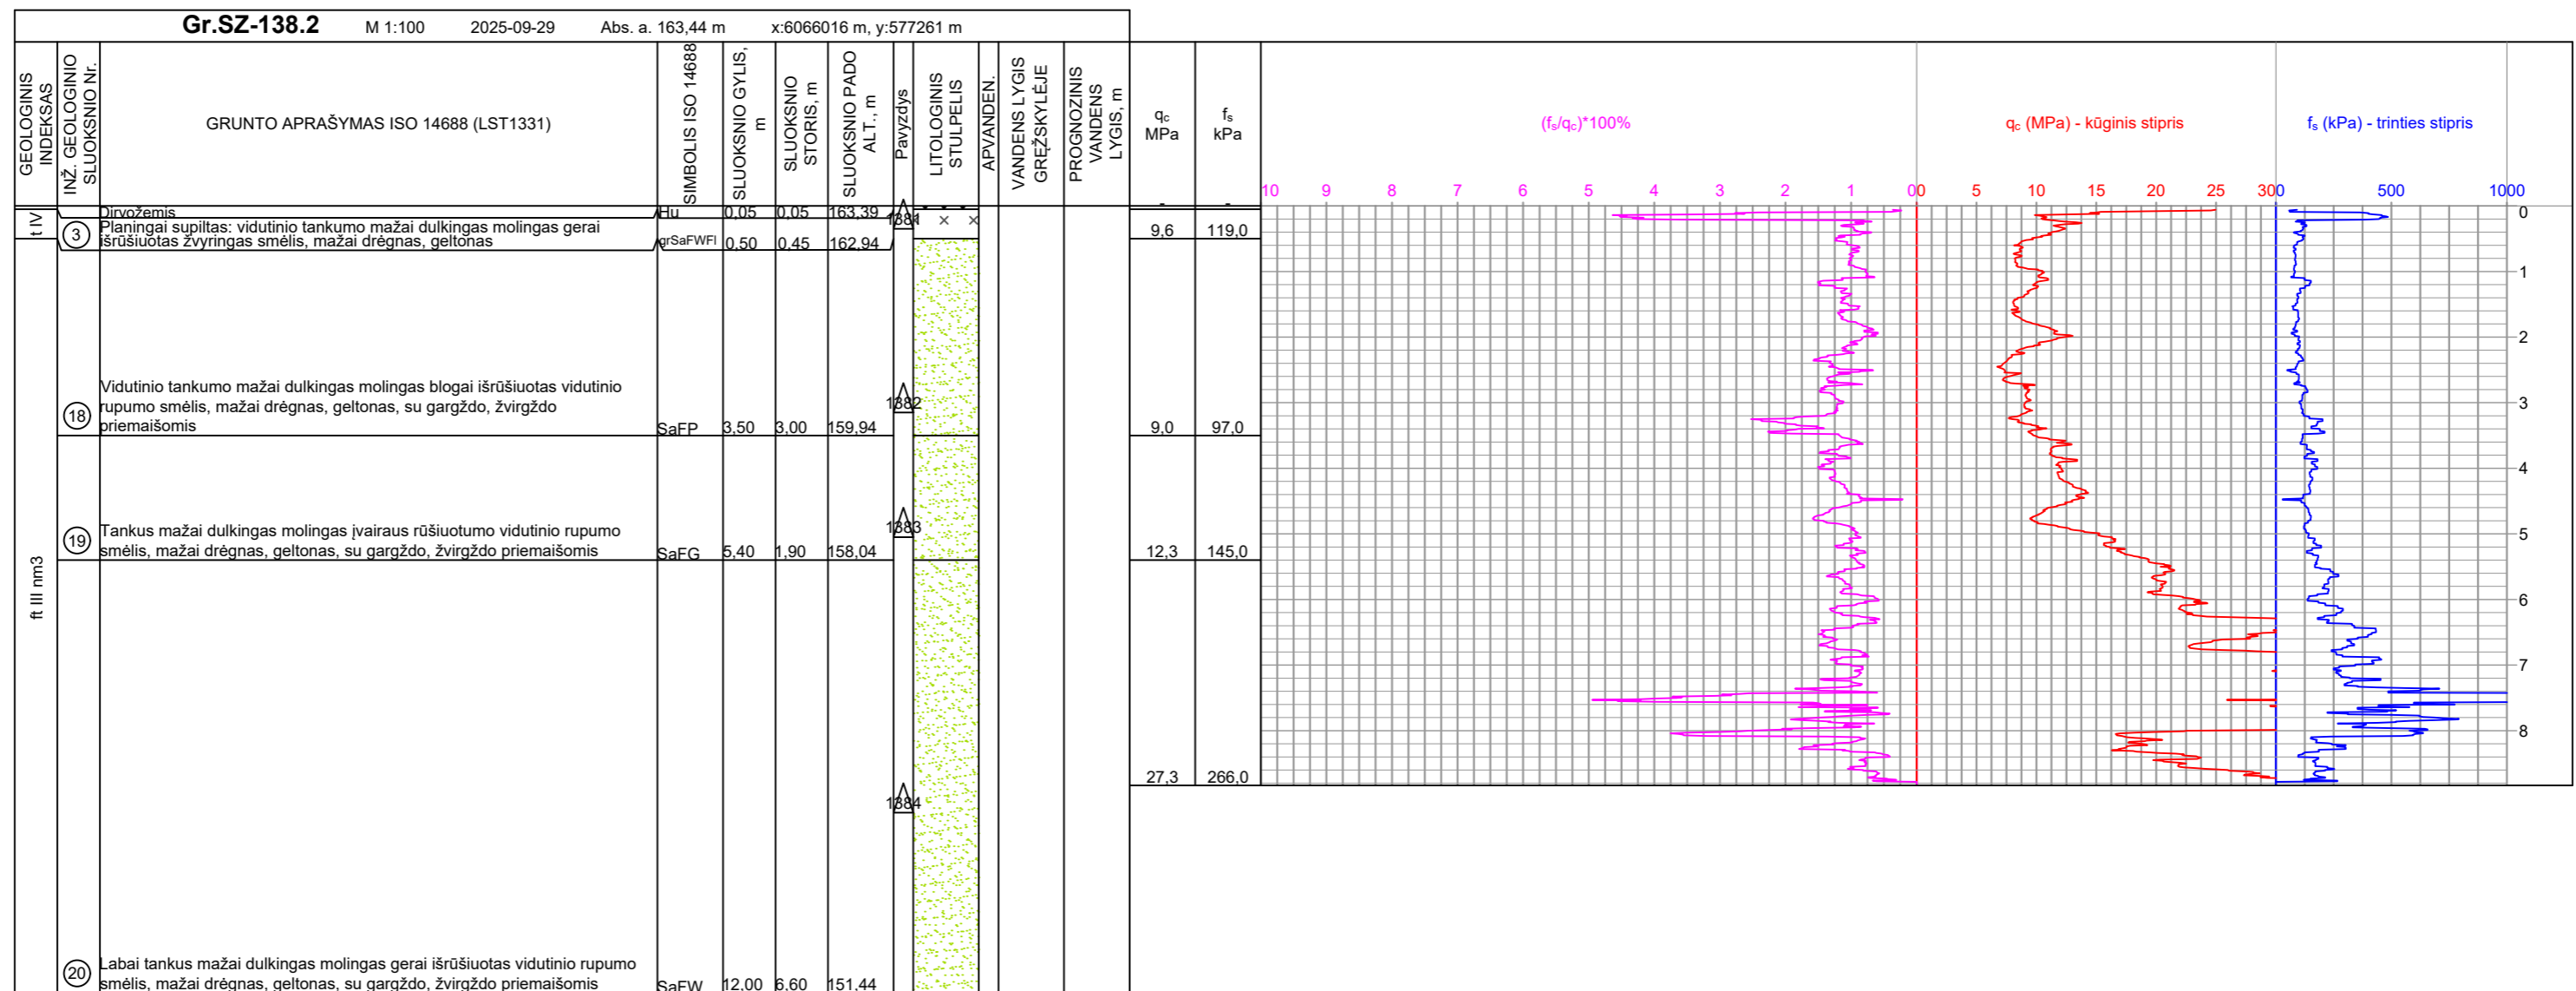 Gr.SZ-138.2 M 1:100 2025-09-29 Abs. a. 163,44 m x:6066016 m, y:577261 m
GEOLOGINIS
INDEKSAS
INŽ. GEOLOGINIO
SLUOKSNIO Nr.
GRUNTO APRAŠYMAS ISO 14688 (LST1331)
SIMBOLIS ISO 14688
SLUOKSNIO GYLIS,
m
SLUOKSNIO
STORIS, m
SLUOKSNIO PADO
ALT., m
Pavyzdys
LITOLOGINIS
STULPELIS
APVANDEN.
VANDENS LYGIS
GRĘŽSKYLĖJE
PROGNOZINIS
VANDENS
LYGIS, m
qc
MPa
fs
kPa
(fs/qc)*100%
qc (MPa) - kūginis stipris
fs (kPa) - trinties stipris
10 9 8 7 6 5 4 3 2 1 0
0 5 10 15 20 25 30
0 500 1000
t IV
Dirvožemis Hu 0,05 0,05 163,39 - -
3
Planingai supiltas: vidutinio tankumo mažai dulkingas molingas gerai
išrūšiuotas žvyringas smėlis, mažai drėgnas, geltonas grSaFWFI 0,50 0,45 162,94
1381
9,6 119,0
ft III nm3
18
Vidutinio tankumo mažai dulkingas molingas blogai išrūšiuotas vidutinio
rupumo smėlis, mažai drėgnas, geltonas, su gargždo, žvirgždo
priemaišomis SaFP 3,50 3,00 159,94
1382
9,0 97,0
19
Tankus mažai dulkingas molingas įvairaus rūšiuotumo vidutinio rupumo
smėlis, mažai drėgnas, geltonas, su gargždo, žvirgždo priemaišomis SaFG 5,40 1,90 158,04
1383
12,3 145,0
1384
27,3 266,0
20
Labai tankus mažai dulkingas molingas gerai išrūšiuotas vidutinio rupumo
smėlis, mažai drėgnas, geltonas, su gargždo, žvirgždo priemaišomis SaFW 12,00 6,60 151,44
0
1
2
3
4
5
6
7
8